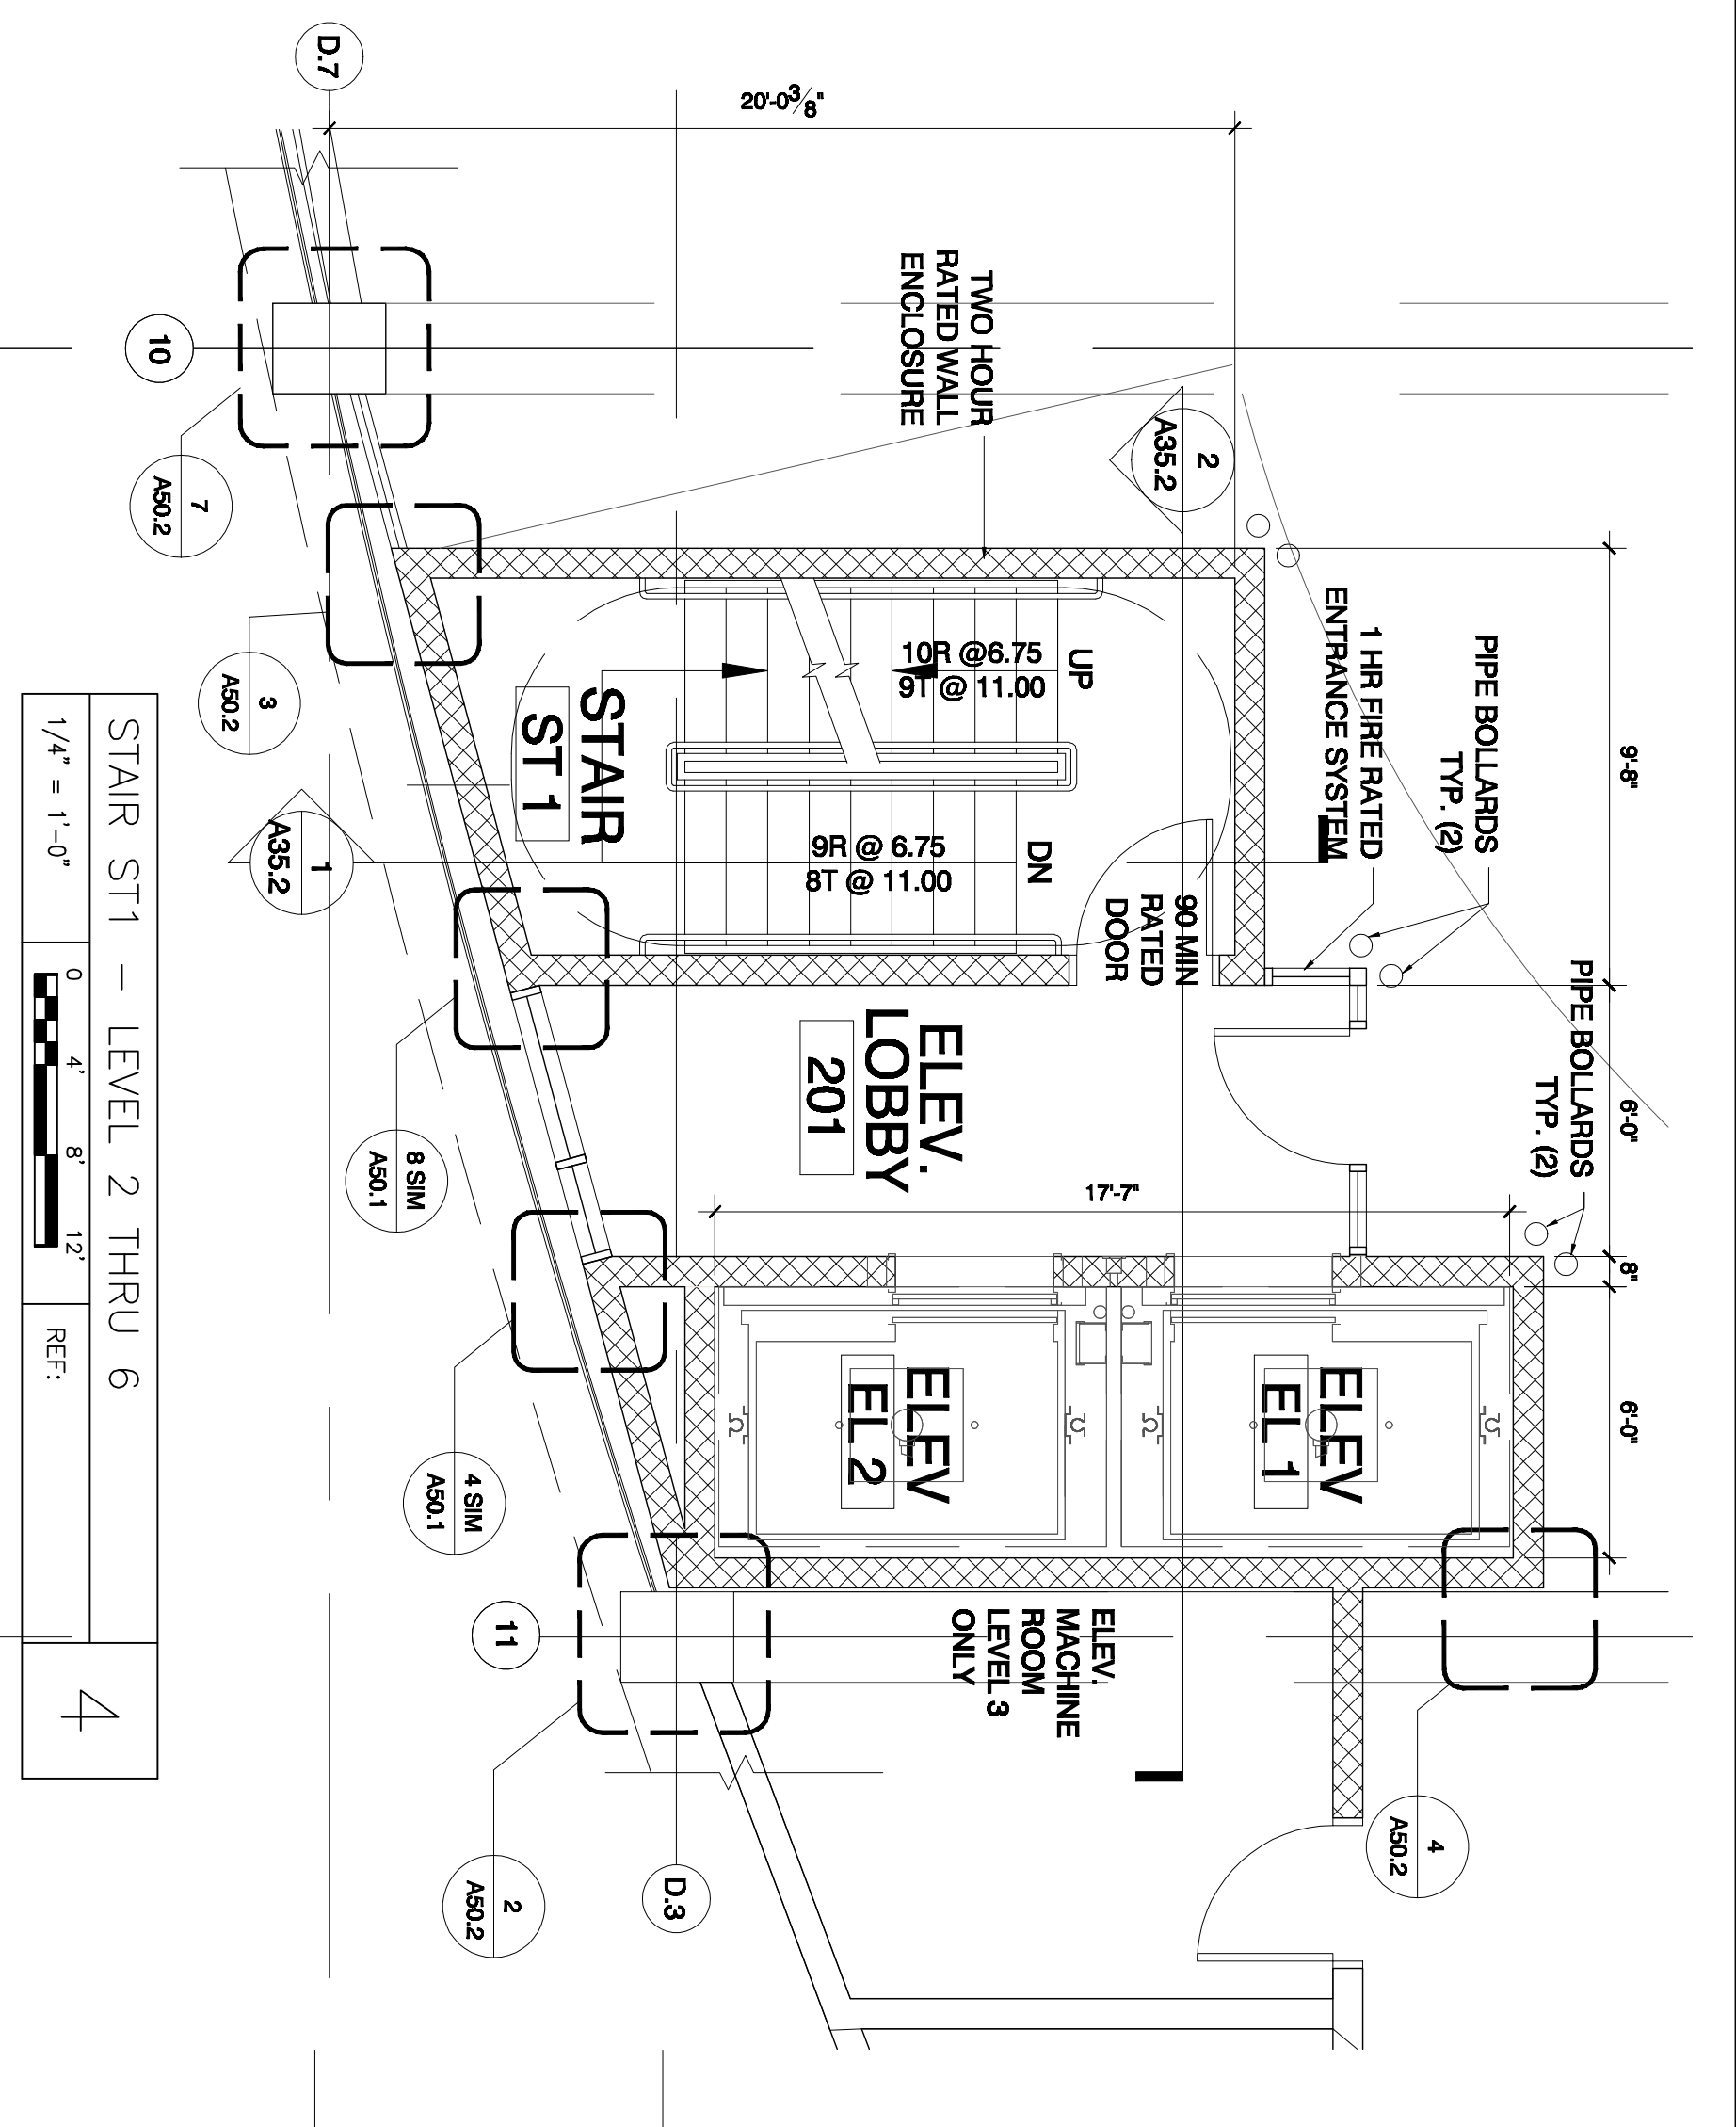 D.7
20'-0 3/8"
10
TWO HOUR
RATED WALL
ENCLOSURE
2
A35.2
7
A50.2
3
A50.2
1
A35.2
8 SIM
A50.1
4 SIM
A50.1
2
A50.2
4
A50.2
11
D.3
9'-8"
6'-0"
8"
6'-0"
17'-7"
PIPE BOLLARDS
TYP. (2)
1 HR FIRE RATED
ENTRANCE SYSTEM
PIPE BOLLARDS
TYP. (2)
UP
10R @6.75
9T @ 11.00
DN
9R @ 6.75
8T @ 11.00
STAIR
ST 1
90 MIN
RATED
DOOR
ELEV.
LOBBY
201
ELEV
EL 1
ELEV
EL 2
ELEV.
MACHINE
ROOM
LEVEL 3
ONLY
STAIR ST1 – LEVEL 2 THRU 6
1/4" = 1'-0"
0 4' 8' 12'
REF:
4